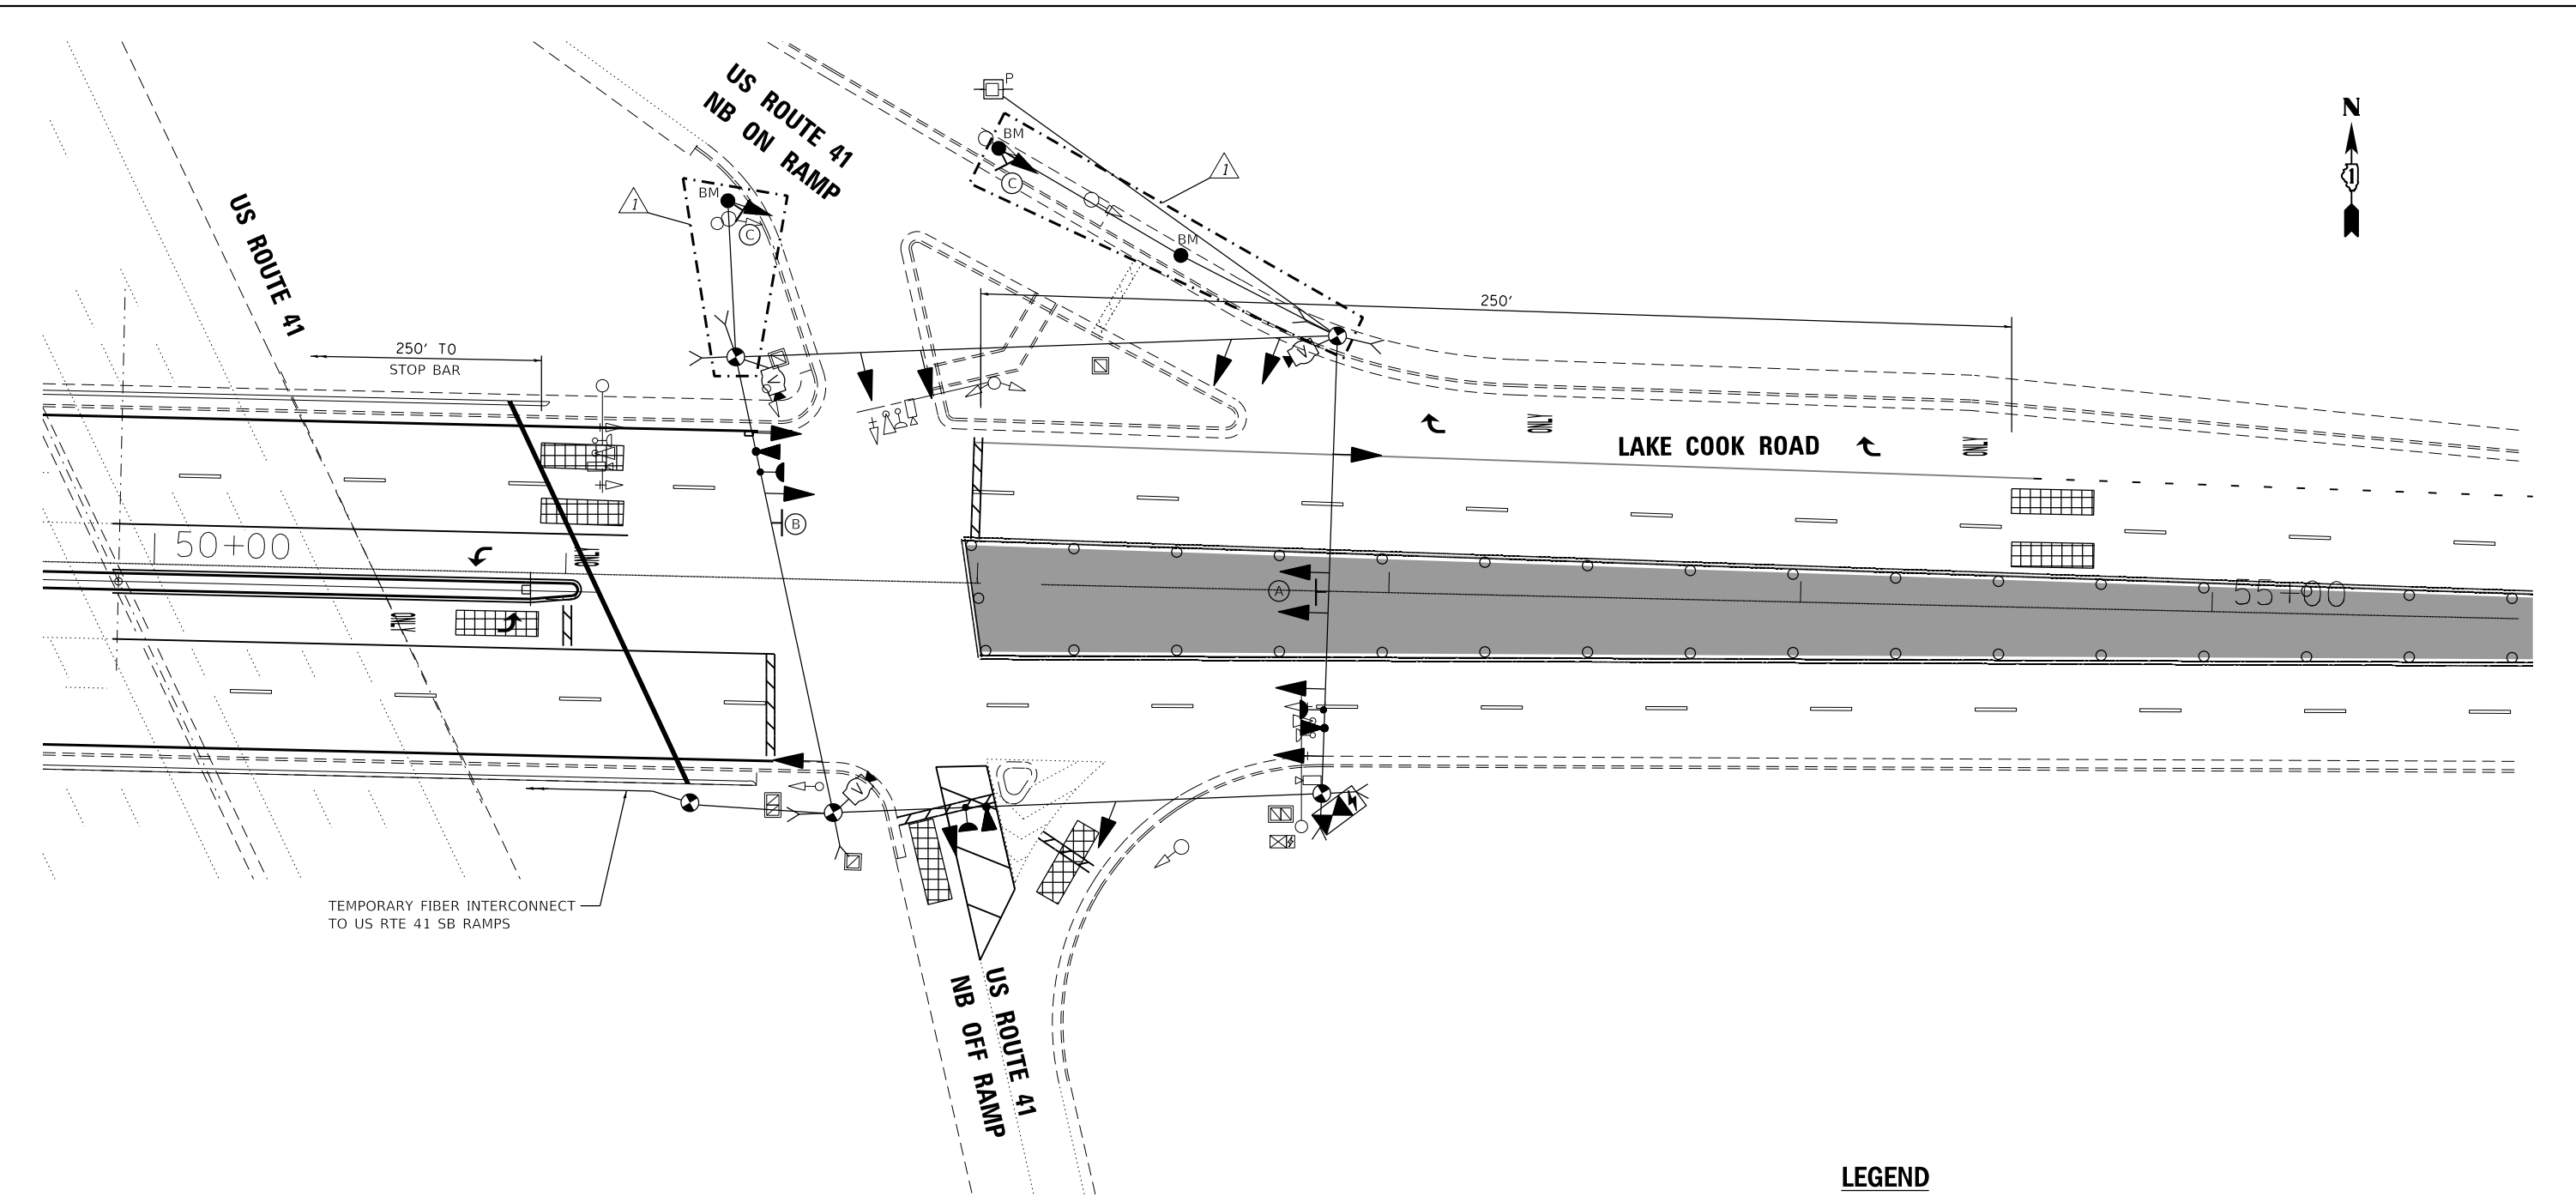 P
N
1
US ROUTE 41
NB ON RAMP
BM
C
1
1
BM
C
US ROUTE 41
BM
250'
250' TO
STOP BAR
V
V
LAKE COOK ROAD
B
50+00
A
55+00
V
TEMPORARY FIBER INTERCONNECT
TO US RTE 41 SB RAMPS
US ROUTE 41
NB OFF RAMP
LEGEND